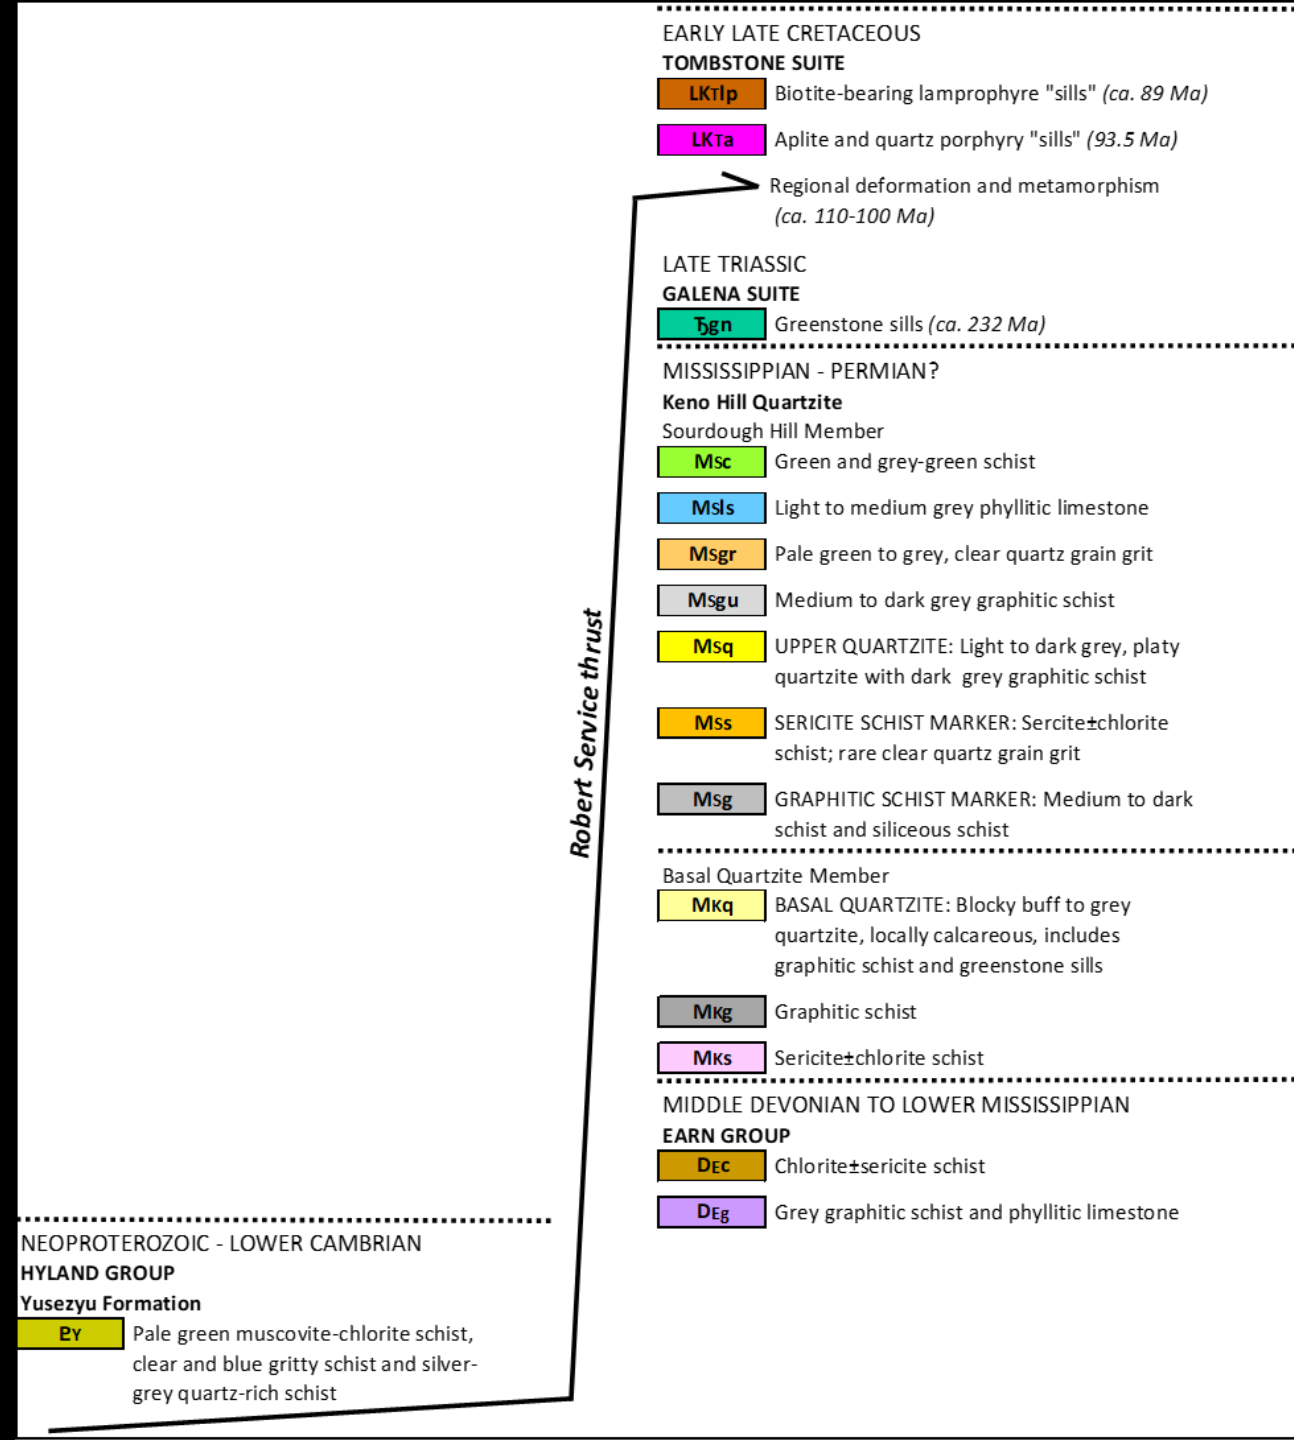 EARLY LATE CRETACEOUS
TOMBSTONE SUITE
LKTlp Biotite-bearing lamprophyre "sills" (ca. 89 Ma)
LKTa Aplite and quartz porphyry "sills" (93.5 Ma)
Regional deformation and metamorphism
(ca. 110-100 Ma)
LATE TRIASSIC
GALENA SUITE
Ꞩgn Greenstone sills (ca. 232 Ma)
MISSISSIPPIAN - PERMIAN?
Keno Hill Quartzite
Sourdough Hill Member
Msc Green and grey-green schist
Msls Light to medium grey phyllitic limestone
Msgr Pale green to grey, clear quartz grain grit
Msgu Medium to dark grey graphitic schist
Msq UPPER QUARTZITE: Light to dark grey, platy
quartzite with dark grey graphitic schist
Mss SERICITE SCHIST MARKER: Sercite±chlorite
schist; rare clear quartz grain grit
Msg GRAPHITIC SCHIST MARKER: Medium to dark
schist and siliceous schist
Robert Service thrust
Basal Quartzite Member
MKq BASAL QUARTZITE: Blocky buff to grey
quartzite, locally calcareous, includes
graphitic schist and greenstone sills
MKg Graphitic schist
MKs Sericite±chlorite schist
MIDDLE DEVONIAN TO LOWER MISSISSIPPIAN
EARN GROUP
DEc Chlorite±sericite schist
DEg Grey graphitic schist and phyllitic limestone
NEOPROTEROZOIC - LOWER CAMBRIAN
HYLAND GROUP
Yusezyu Formation
PY Pale green muscovite-chlorite schist,
clear and blue gritty schist and silver-
grey quartz-rich schist